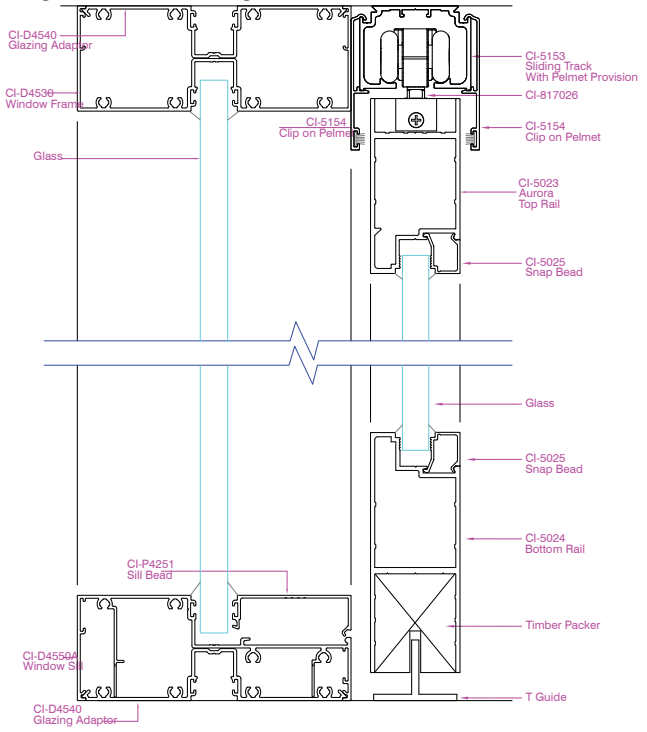 CI-D4540
Glazing Adaptor
CI-D4530
Window Frame
Glass
CI-5154
Clip on Pelmet
CI-5153
Sliding Track
With Pelmet Provision
CI-817026
CI-5154
Clip on Pelmet
CI-5023
Aurora
Top Rail
CI-5025
Snap Bead
Glass
CI-5025
Snap Bead
CI-5024
Bottom Rail
CI-P4251
Sill Bead
Timber Packer
CI-D4550A
Window Sill
CI-D4540
Glazing Adaptor
T Guide